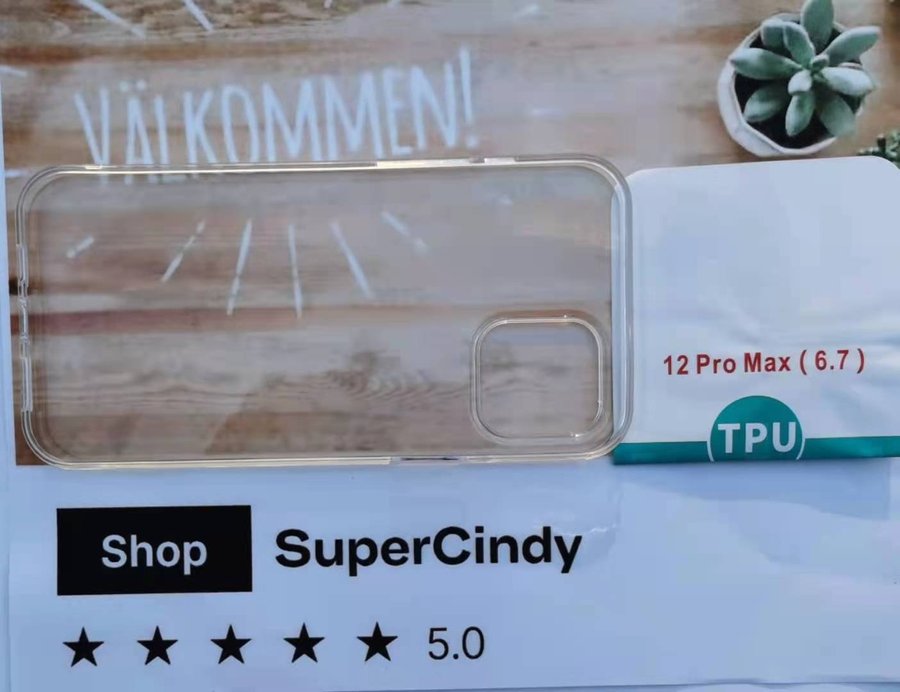 VÄLKOMMEN!
12 Pro Max ( 6.7 )
TPU
Shop SuperCindy
★ ★ ★ ★ ★ 5.0